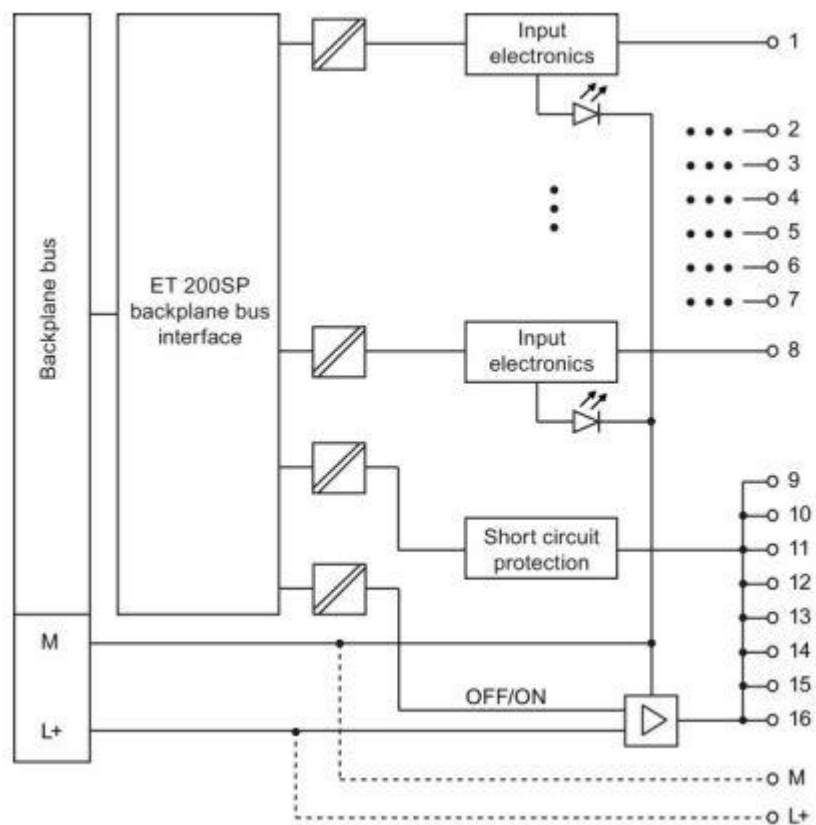 Input
electronics
1
2
3
4
5
6
7
Backplane bus
ET 200SP
backplane bus
interface
Input
electronics
8
9
10
Short circuit
protection
11
12
13
M
14
OFF/ON
15
L+
16
M
L+